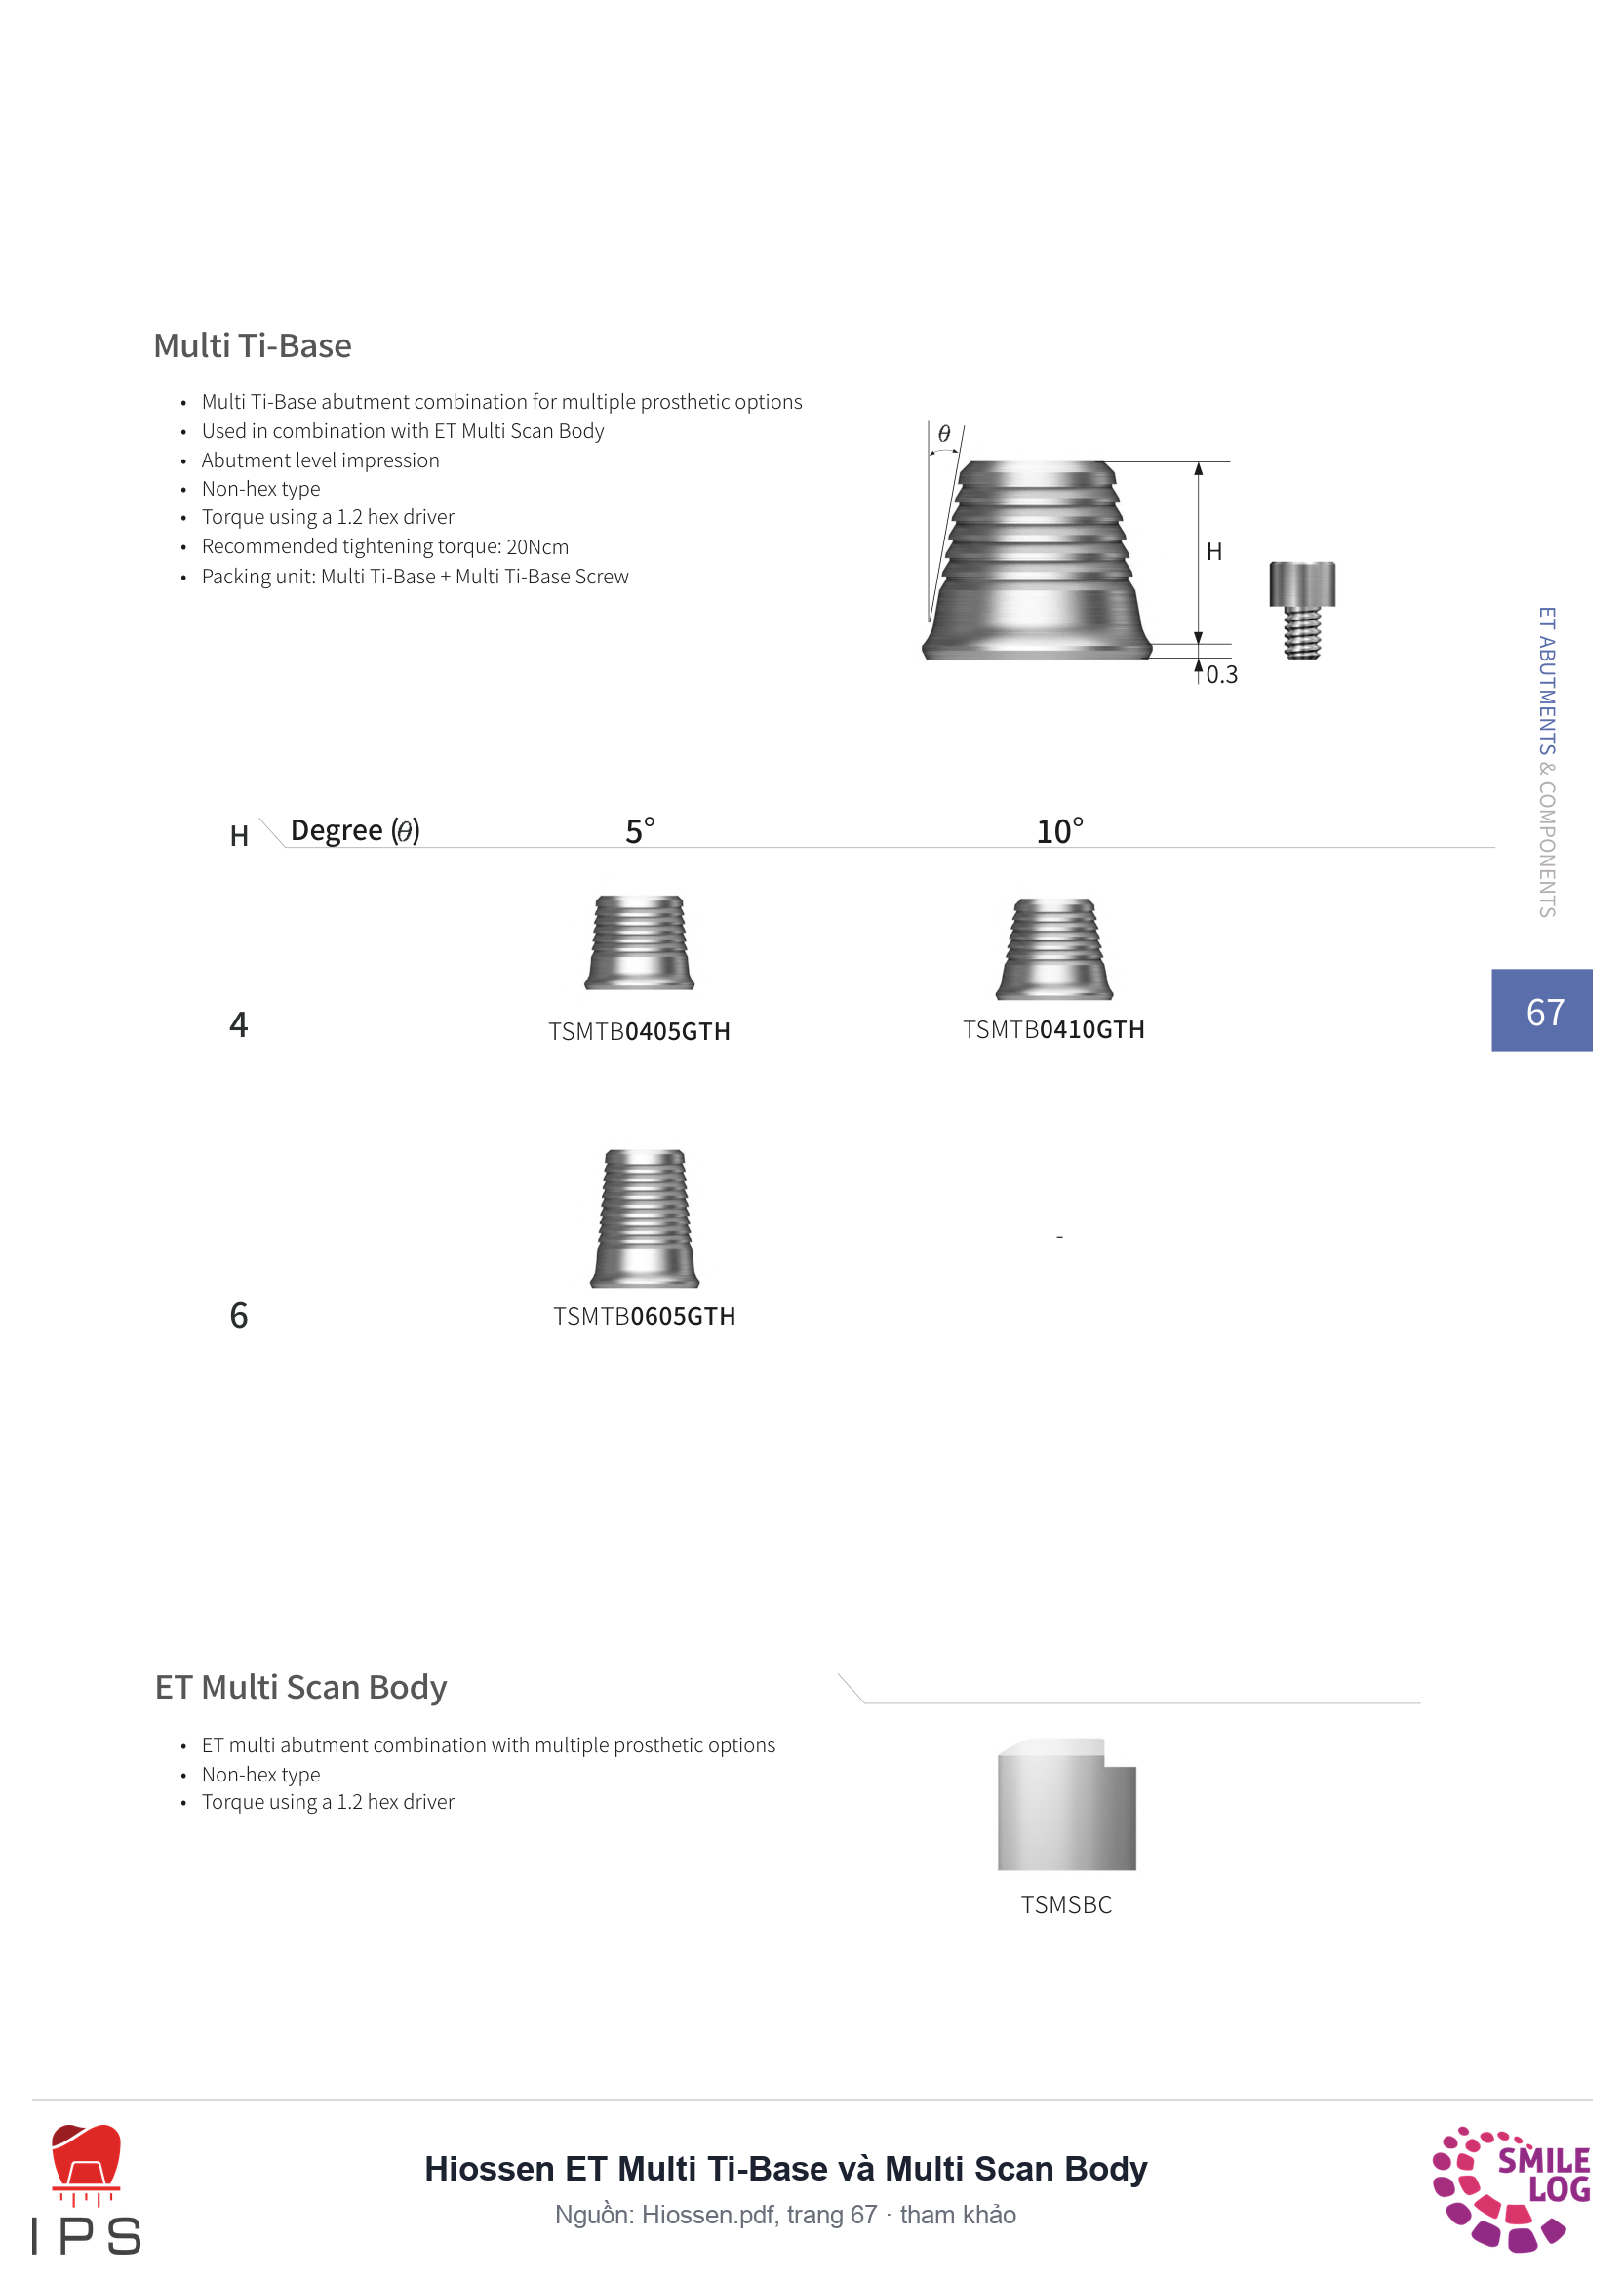 Multi Ti-Base
• Multi Ti-Base abutment combination for multiple prosthetic options
• Used in combination with ET Multi Scan Body
• Abutment level impression
• Non-hex type
• Torque using a 1.2 hex driver
• Recommended tightening torque: 20Ncm
• Packing unit: Multi Ti-Base + Multi Ti-Base Screw
θ
H
0.3
ET ABUTMENTS & COMPONENTS
67
H Degree (θ) 5° 10°
4 TSMTB0405GTH TSMTB0410GTH
6 TSMTB0605GTH -
ET Multi Scan Body
• ET multi abutment combination with multiple prosthetic options
• Non-hex type
• Torque using a 1.2 hex driver
TSMSBC
IPS
Hiossen ET Multi Ti-Base và Multi Scan Body
Nguồn: Hiossen.pdf, trang 67 · tham khảo
SMILE
LOG